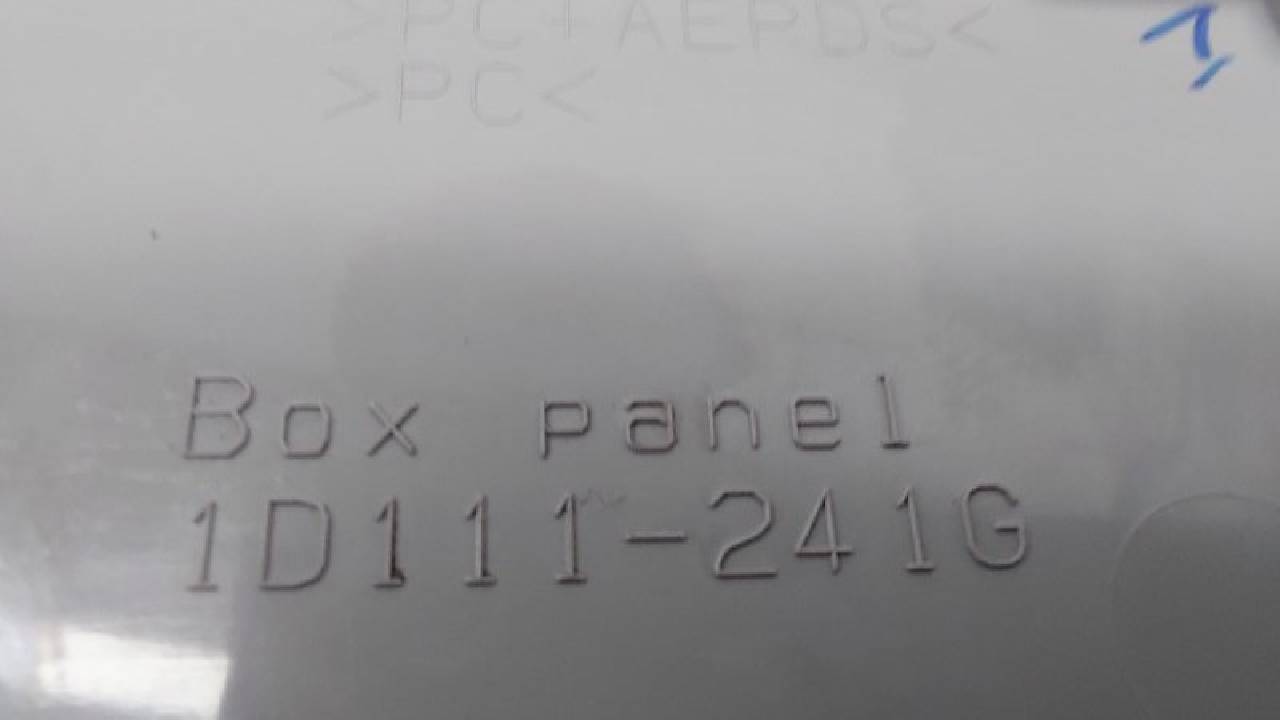 >PC+AEPDS<
>PC<
Box panel
1D111-241G